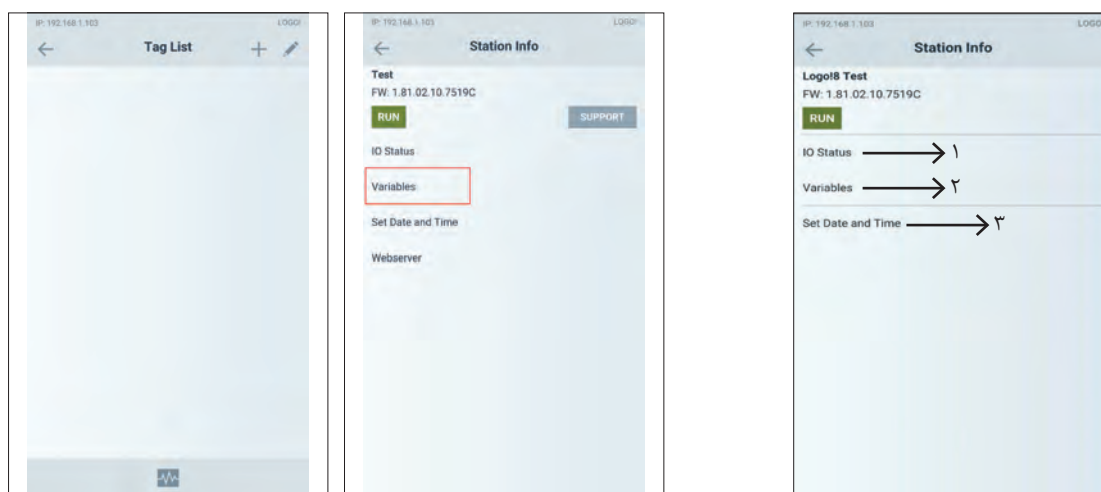 IP: 192.168.1.103 LOGO!
Tag List
IP: 192.168.1.103 LOGO!
Station Info
Test
FW: 1.81.02.10.7519C
RUN SUPPORT
IO Status
Variables
Set Date and Time
Webserver
IP: 192.168.1.103 LOGO
Station Info
Logo!8 Test
FW: 1.81.02.10.7519C
RUN
IO Status ۱
Variables ۲
Set Date and Time ۳